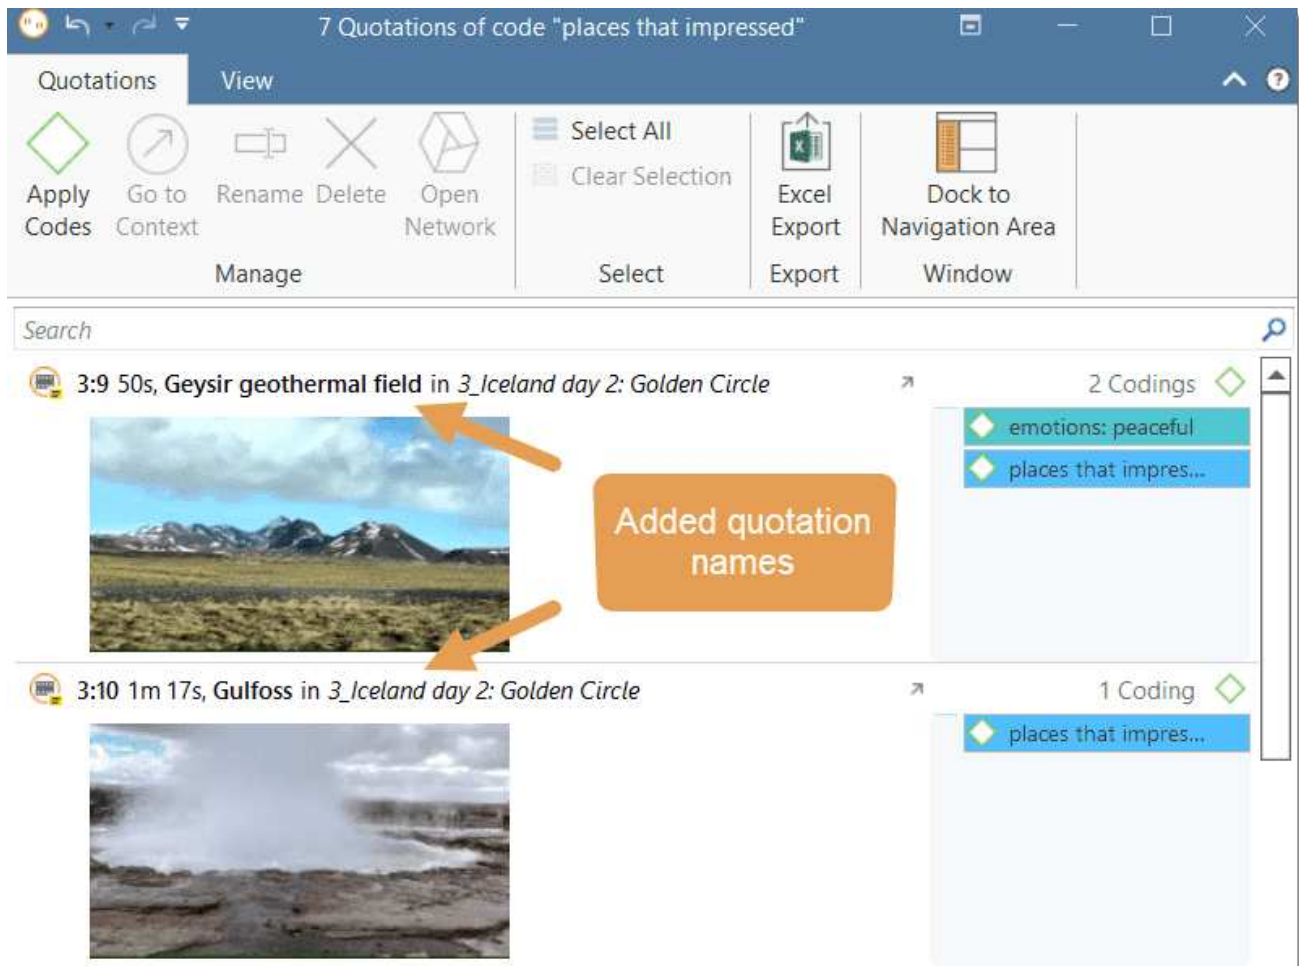 7 Quotations of code "places that impressed"
Quotations
View
Apply
Codes
Go to
Context
Rename
Delete
Open
Network
Manage
Select All
Clear Selection
Select
Excel
Export
Export
Dock to
Navigation Area
Window
Search
3:9 50s, Geysir geothermal field in 3_Iceland day 2: Golden Circle
2 Codings
emotions: peaceful
places that impres...
Added quotation
names
3:10 1m 17s, Gulfoss in 3_Iceland day 2: Golden Circle
1 Coding
places that impres...